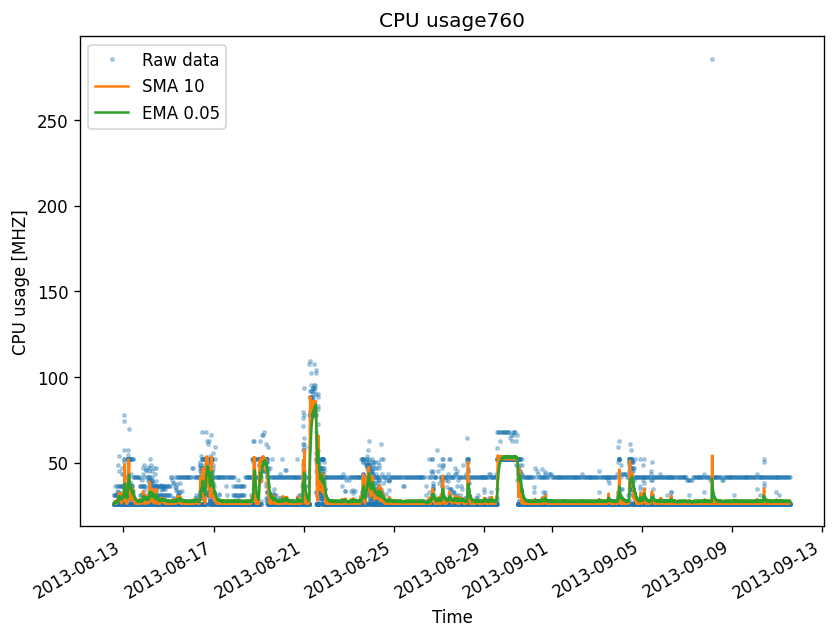 CPU usage760
Raw data
SMA 10
EMA 0.05
CPU usage [MHZ]
250
200
150
100
50
2013-08-13
2013-08-17
2013-08-21
2013-08-25
2013-08-29
2013-09-01
2013-09-05
2013-09-09
2013-09-13
Time